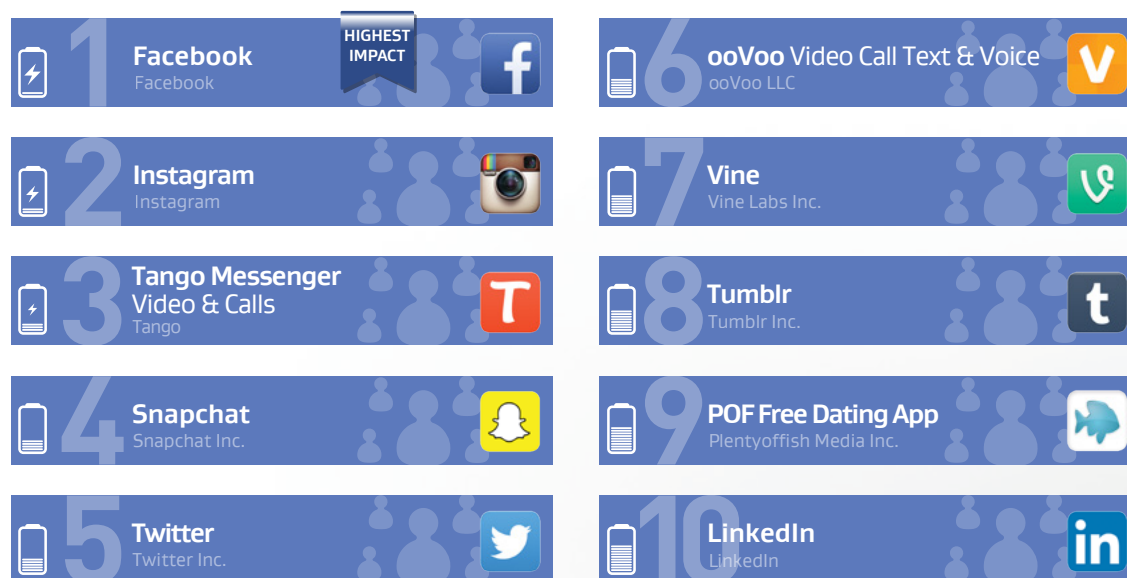 1
Facebook
Facebook
HIGHEST
IMPACT
f
2
Instagram
Instagram
3
Tango Messenger
Video & Calls
Tango
T
4
Snapchat
Snapchat Inc.
5
Twitter
Twitter Inc.
6
ooVoo Video Call Text & Voice
ooVoo LLC
V
7
Vine
Vine Labs Inc.
8
Tumblr
Tumblr Inc.
t
9
POF Free Dating App
Plentyoffish Media Inc.
10
LinkedIn
LinkedIn
in